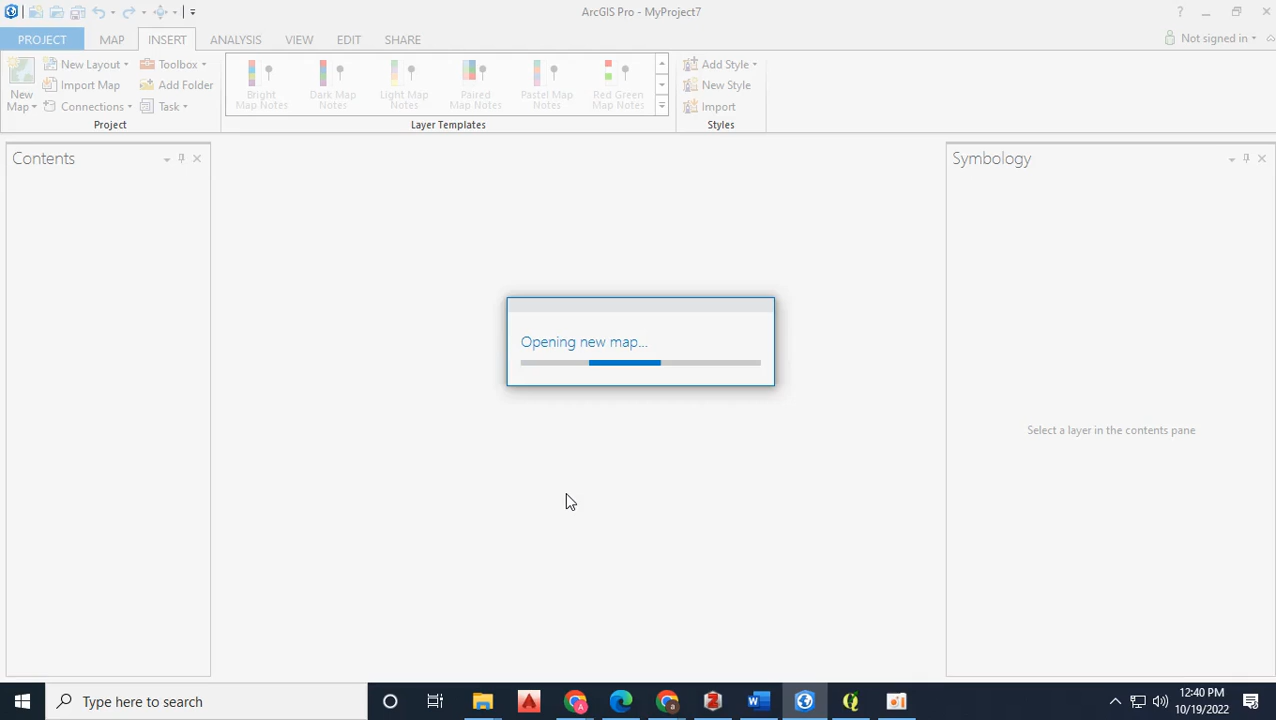 ArcGIS Pro - MyProject7
? 
PROJECT MAP INSERT ANALYSIS VIEW EDIT SHARE
Not signed in
New Map
New Layout
Import Map
Connections
Toolbox
Add Folder
Task
Project
Bright
Map Notes
Dark Map
Notes
Light Map
Notes
Paired
Map Notes
Pastel Map
Notes
Red Green
Map Notes
Layer Templates
Add Style
New Style
Import
Styles
Contents
Symbology
Opening new map...
Select a layer in the contents pane
Type here to search
12:40 PM
10/19/2022